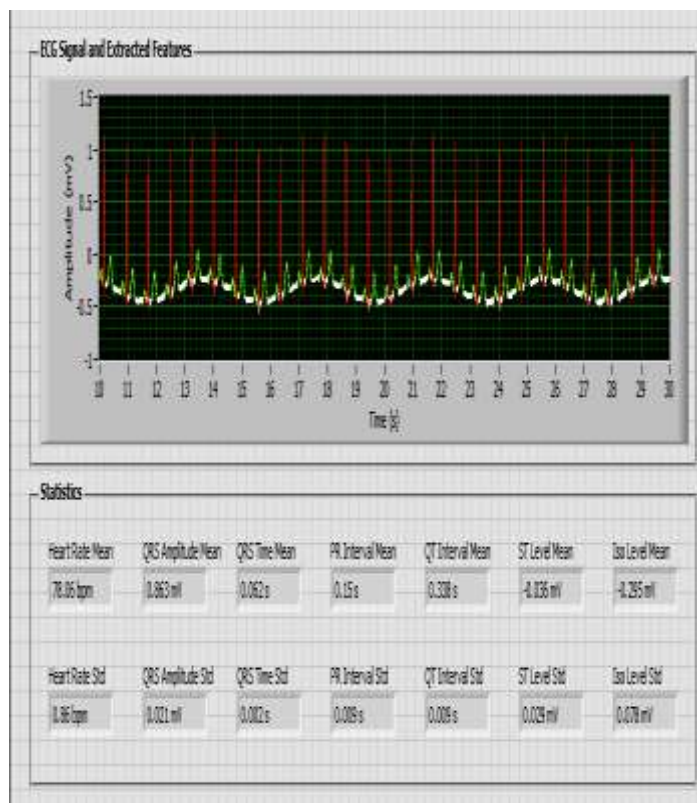 ECG Signal and Extracted Features
1.5
1
0.5
0
-0.5
-1
Amplitude (mV)
10 11 12 13 14 15 16 17 18 19 20 21 22 23 24 25 26 27 28 29 30
Time (s)
Statistics
Heart Rate Mean QRS Amplitude Mean QRS Time Mean PR Interval Mean QT Interval Mean ST Level Mean Iso Level Mean
78.06 bpm 0.863 mV 0.062 s 0.15 s 0.338 s -0.036 mV -0.295 mV
Heart Rate Std QRS Amplitude Std QRS Time Std PR Interval Std QT Interval Std ST Level Std Iso Level Std
0.021 mV 0.002 s 0.009 s 0.009 s 0.029 mV 0.078 mV